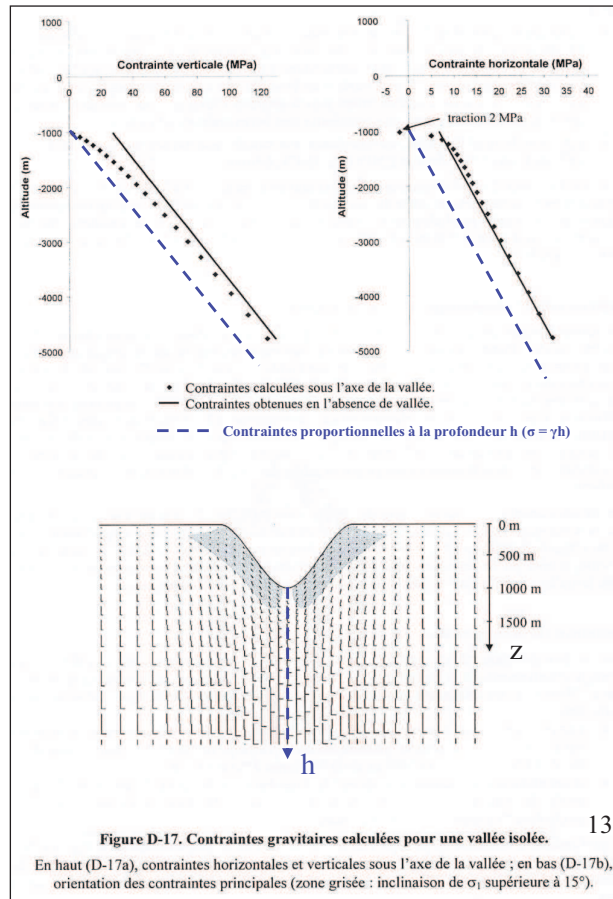 Contrainte verticale (MPa)
0 20 40 60 80 100 120
1000
0
-1000
-2000
-3000
-4000
-5000
Altitude (m)
Contrainte horizontale (MPa)
-5 0 5 10 15 20 25 30 35 40
1000
0
-1000
-2000
-3000
-4000
-5000
Altitude (m)
traction 2 MPa
Contraintes calculées sous l'axe de la vallée.
Contraintes obtenues en l'absence de vallée.
Contraintes proportionnelles à la profondeur h (σ = γh)
0 m
500 m
1000 m
1500 m
z
h
13
Figure D-17. Contraintes gravitaires calculées pour une vallée isolée.
En haut (D-17a), contraintes horizontales et verticales sous l'axe de la vallée ; en bas (D-17b),
orientation des contraintes principales (zone grisée : inclinaison de σ1 supérieure à 15°).